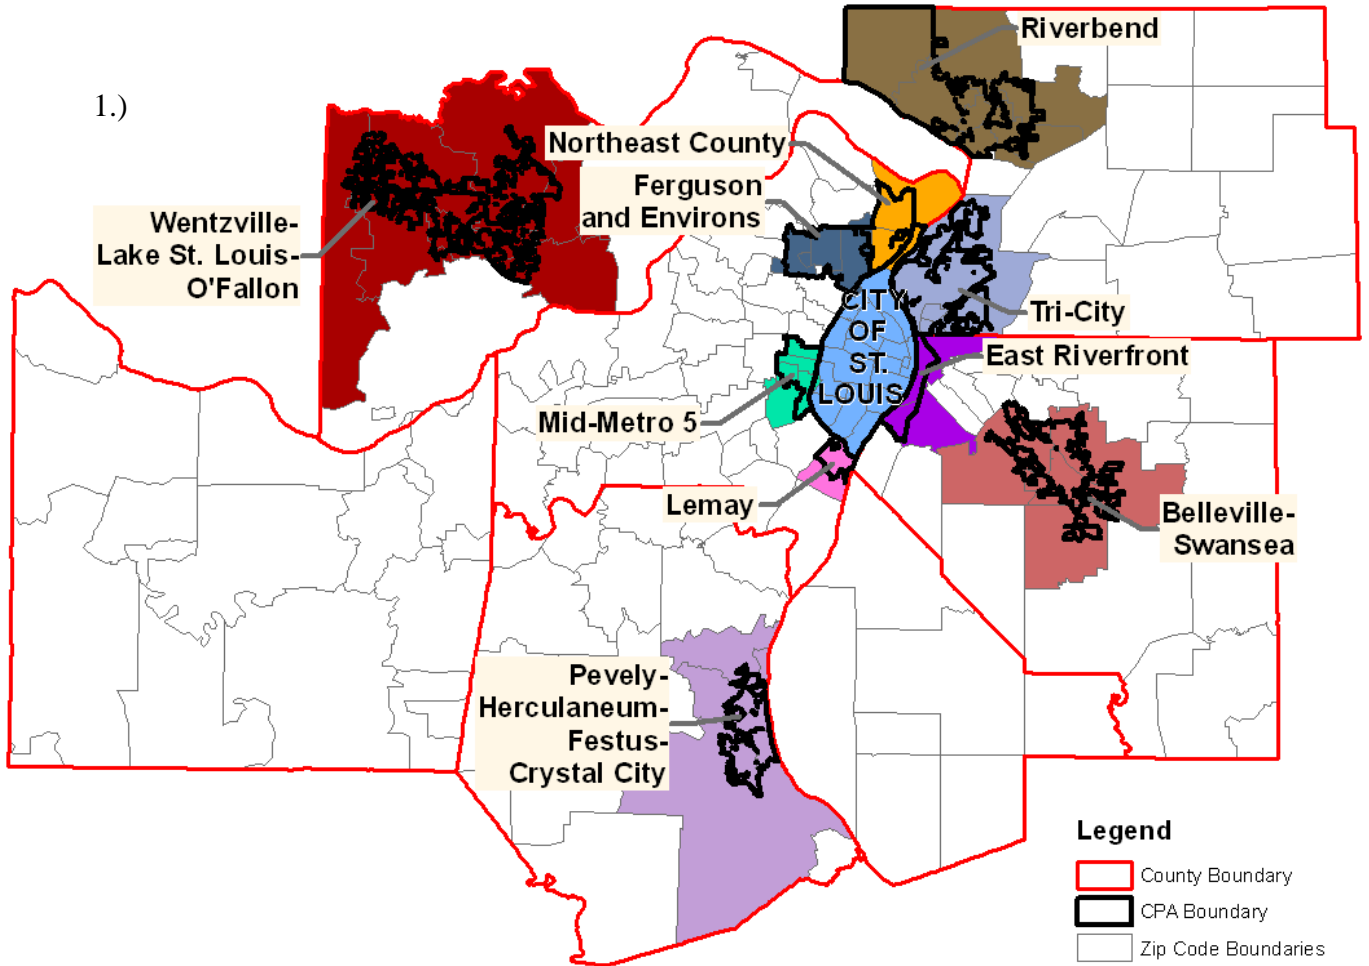 Riverbend
1.)
Northeast County
Ferguson
and Environs
Wentzville-
Lake St. Louis-
O'Fallon
CITY
OF
ST.
LOUIS
Tri-City
East Riverfront
Mid-Metro 5
Lemay
Belleville-
Swansea
Pevely-
Herculaneum-
Festus-
Crystal City
Legend
County Boundary
CPA Boundary
Zip Code Boundaries